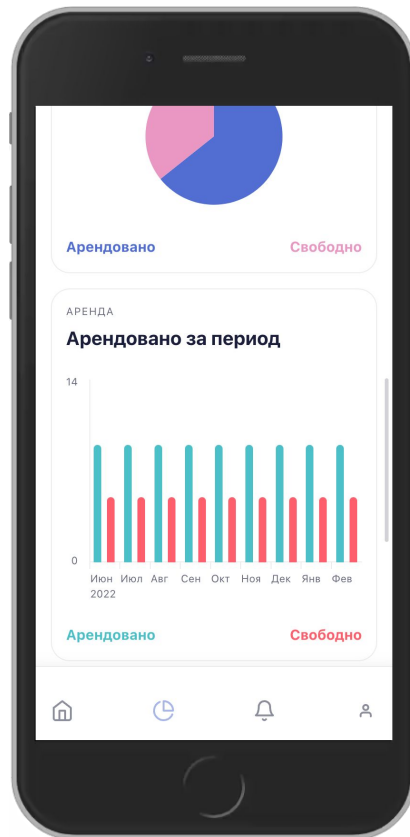 Арендовано Свободно
АРЕНДА
Арендовано за период
14
0
Июн Июл Авг Сен Окт Ноя Дек Янв Фев
2022
Арендовано Свободно